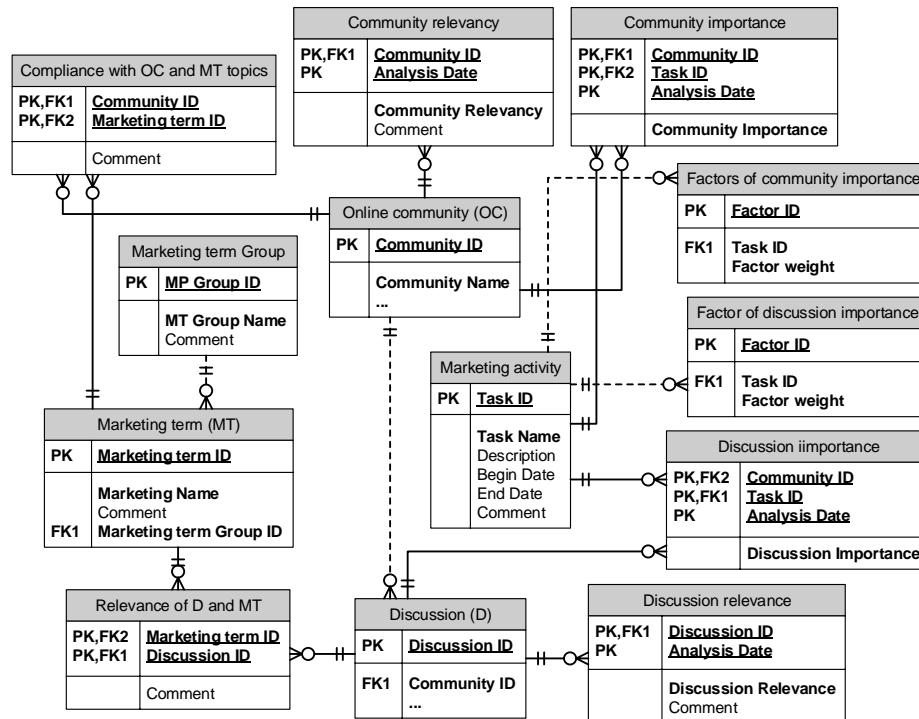 Community relevancy
PK,FK1 Community ID
PK Analysis Date
Community Relevancy
Comment
Community importance
PK,FK1 Community ID
PK,FK2 Task ID
PK Analysis Date
Community Importance
Compliance with OC and MT topics
PK,FK1 Community ID
PK,FK2 Marketing term ID
Comment
Factors of community importance
PK Factor ID
FK1 Task ID
Factor weight
Online community (OC)
PK Community ID
Community Name
...
Marketing term Group
PK MP Group ID
MT Group Name
Comment
Factor of discussion importance
PK Factor ID
FK1 Task ID
Factor weight
Marketing activity
PK Task ID
Task Name
Description
Begin Date
End Date
Comment
Marketing term (MT)
PK Marketing term ID
Marketing Name
Comment
FK1 Marketing term Group ID
Discussion iimportance
PK,FK2 Community ID
PK,FK1 Task ID
PK Analysis Date
Discussion Importance
Relevance of D and MT
PK,FK2 Marketing term ID
PK,FK1 Discussion ID
Comment
Discussion (D)
PK Discussion ID
FK1 Community ID
...
Discussion relevance
PK,FK1 Discussion ID
PK Analysis Date
Discussion Relevance
Comment